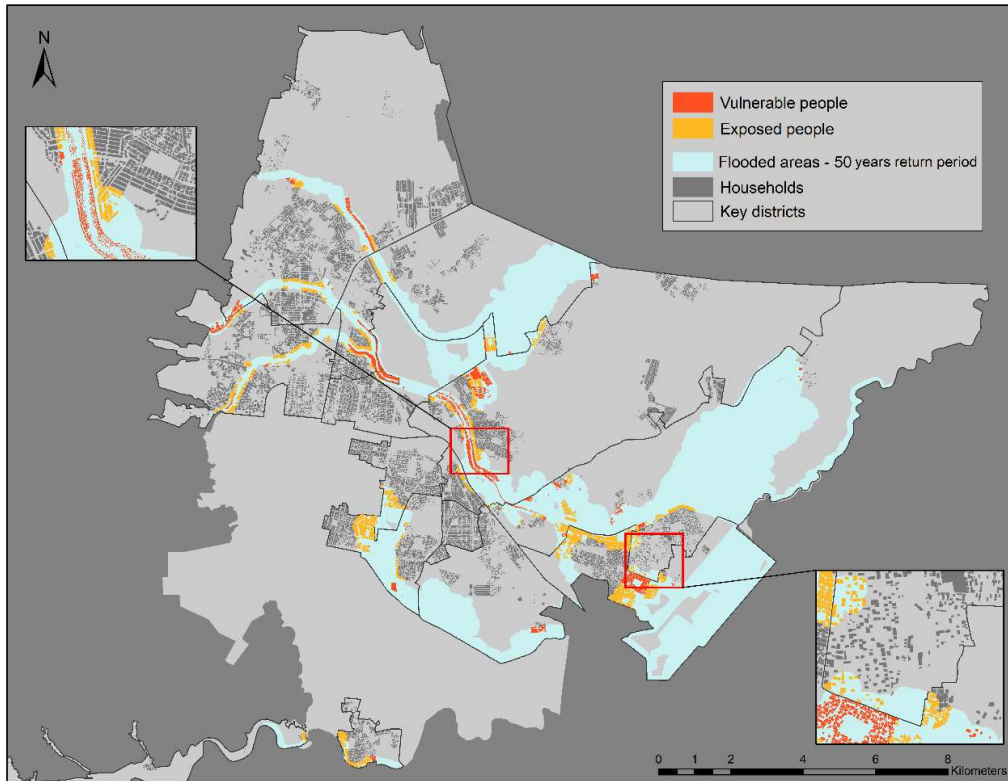 N
Vulnerable people
Exposed people
Flooded areas - 50 years return period
Households
Key districts
0 2 4 6 8
Kilometers